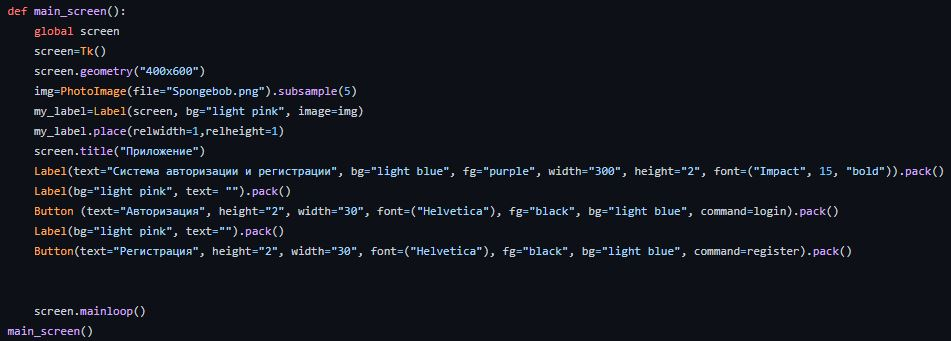 def main_screen():
    global screen
    screen=Tk()
    screen.geometry("400x600")
    img=PhotoImage(file="Spongebob.png").subsample(5)
    my_label=Label(screen, bg="light pink", image=img)
    my_label.place(relwidth=1,relheight=1)
    screen.title("Приложение")
    Label(text="Система авторизации и регистрации", bg="light blue", fg="purple", width="300", height="2", font=("Impact", 15, "bold")).pack()
    Label(bg="light pink", text= "").pack()
    Button (text="Авторизация", height="2", width="30", font=("Helvetica"), fg="black", bg="light blue", command=login).pack()
    Label(bg="light pink", text="").pack()
    Button(text="Регистрация", height="2", width="30", font=("Helvetica"), fg="black", bg="light blue", command=register).pack()
    screen.mainloop()
main_screen()